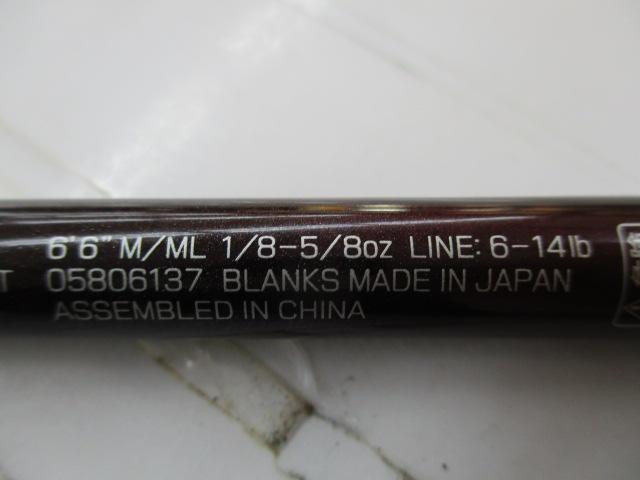 6'6" M/ML 1/8-5/8oz LINE: 6-14lb
T 05806137 BLANKS MADE IN JAPAN
ASSEMBLED IN CHINA